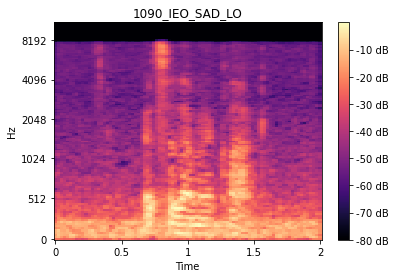 1090_IEO_SAD_LO
8192
4096
2048
1024
512
0
Hz
0
0.5
1
1.5
2
Time
-10 dB
-20 dB
-30 dB
-40 dB
-50 dB
-60 dB
-70 dB
-80 dB